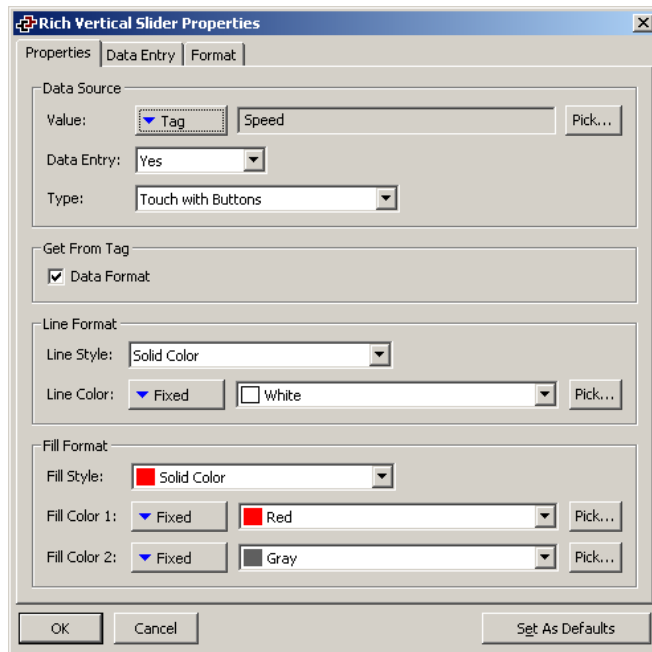 Rich Vertical Slider Properties
Properties Data Entry Format
Data Source
Value: Tag Speed Pick...
Data Entry: Yes
Type: Touch with Buttons
Get From Tag
Data Format
Line Format
Line Style: Solid Color
Line Color: Fixed White Pick...
Fill Format
Fill Style: Solid Color
Fill Color 1: Fixed Red Pick...
Fill Color 2: Fixed Gray Pick...
OK Cancel Set As Defaults